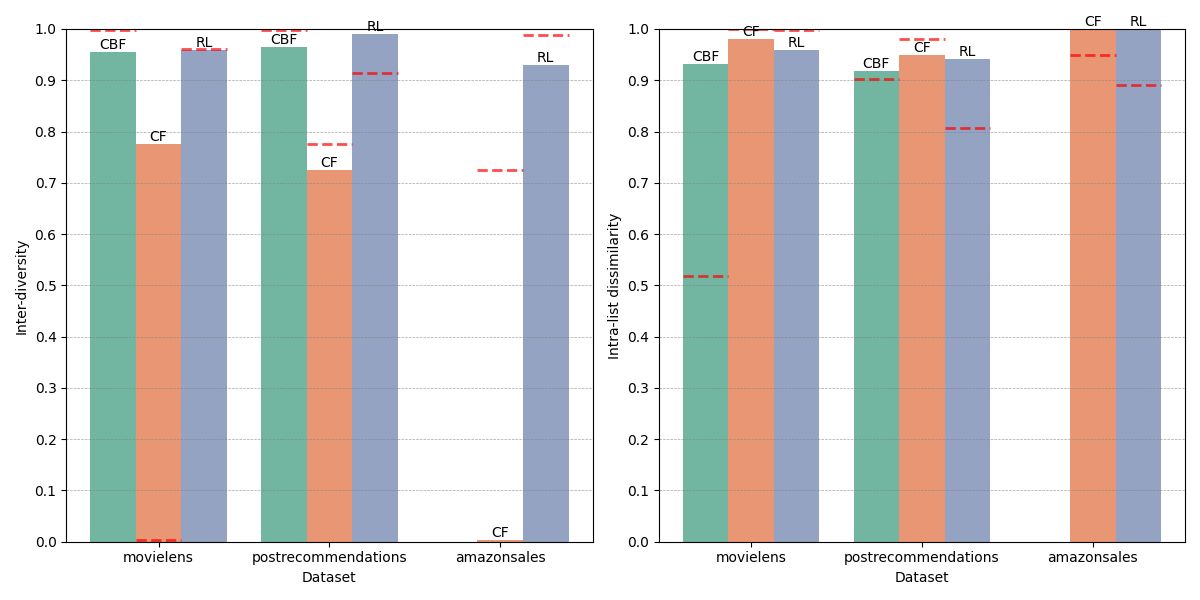 Inter-diversity
1.0
0.9
0.8
0.7
0.6
0.5
0.4
0.3
0.2
0.1
0.0
CBF
CF
RL
CBF
CF
RL
CF
RL
movielens
postrecommendations
amazonsales
Dataset
Intra-list dissimilarity
1.0
0.9
0.8
0.7
0.6
0.5
0.4
0.3
0.2
0.1
0.0
CBF
CF
RL
CBF
CF
RL
CF
RL
movielens
postrecommendations
amazonsales
Dataset